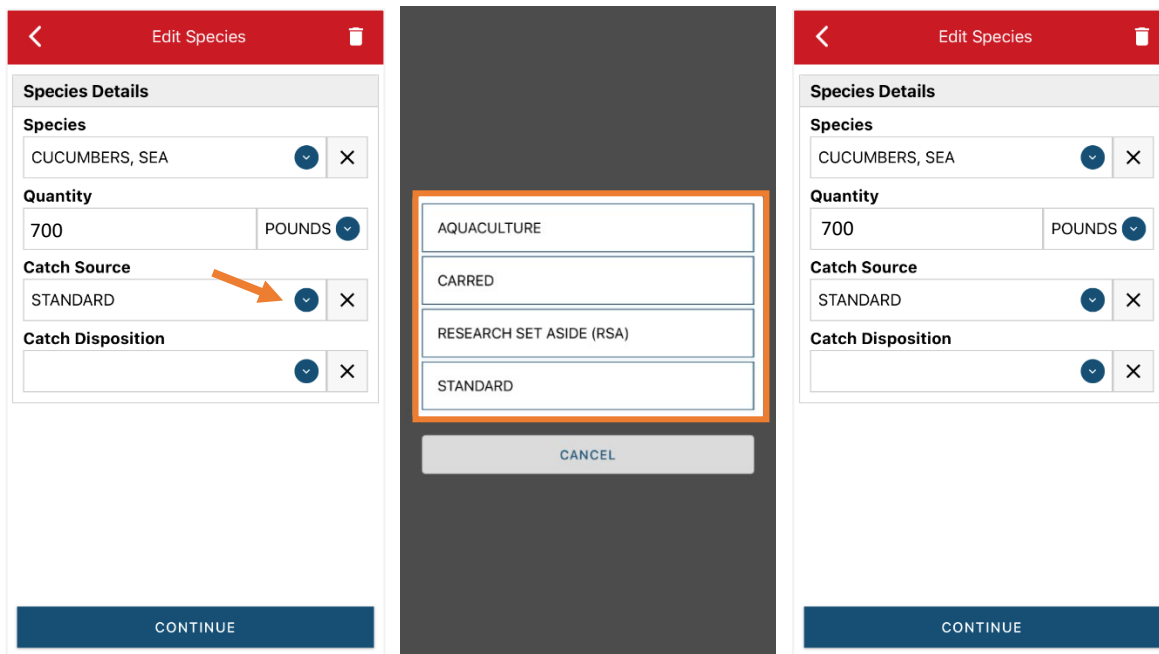 Edit Species
Species Details
Species
CUCUMBERS, SEA
Quantity
700 POUNDS
Catch Source
STANDARD
Catch Disposition
CONTINUE
AQUACULTURE
CARRED
RESEARCH SET ASIDE (RSA)
STANDARD
CANCEL
Edit Species
Species Details
Species
CUCUMBERS, SEA
Quantity
700 POUNDS
Catch Source
STANDARD
Catch Disposition
CONTINUE